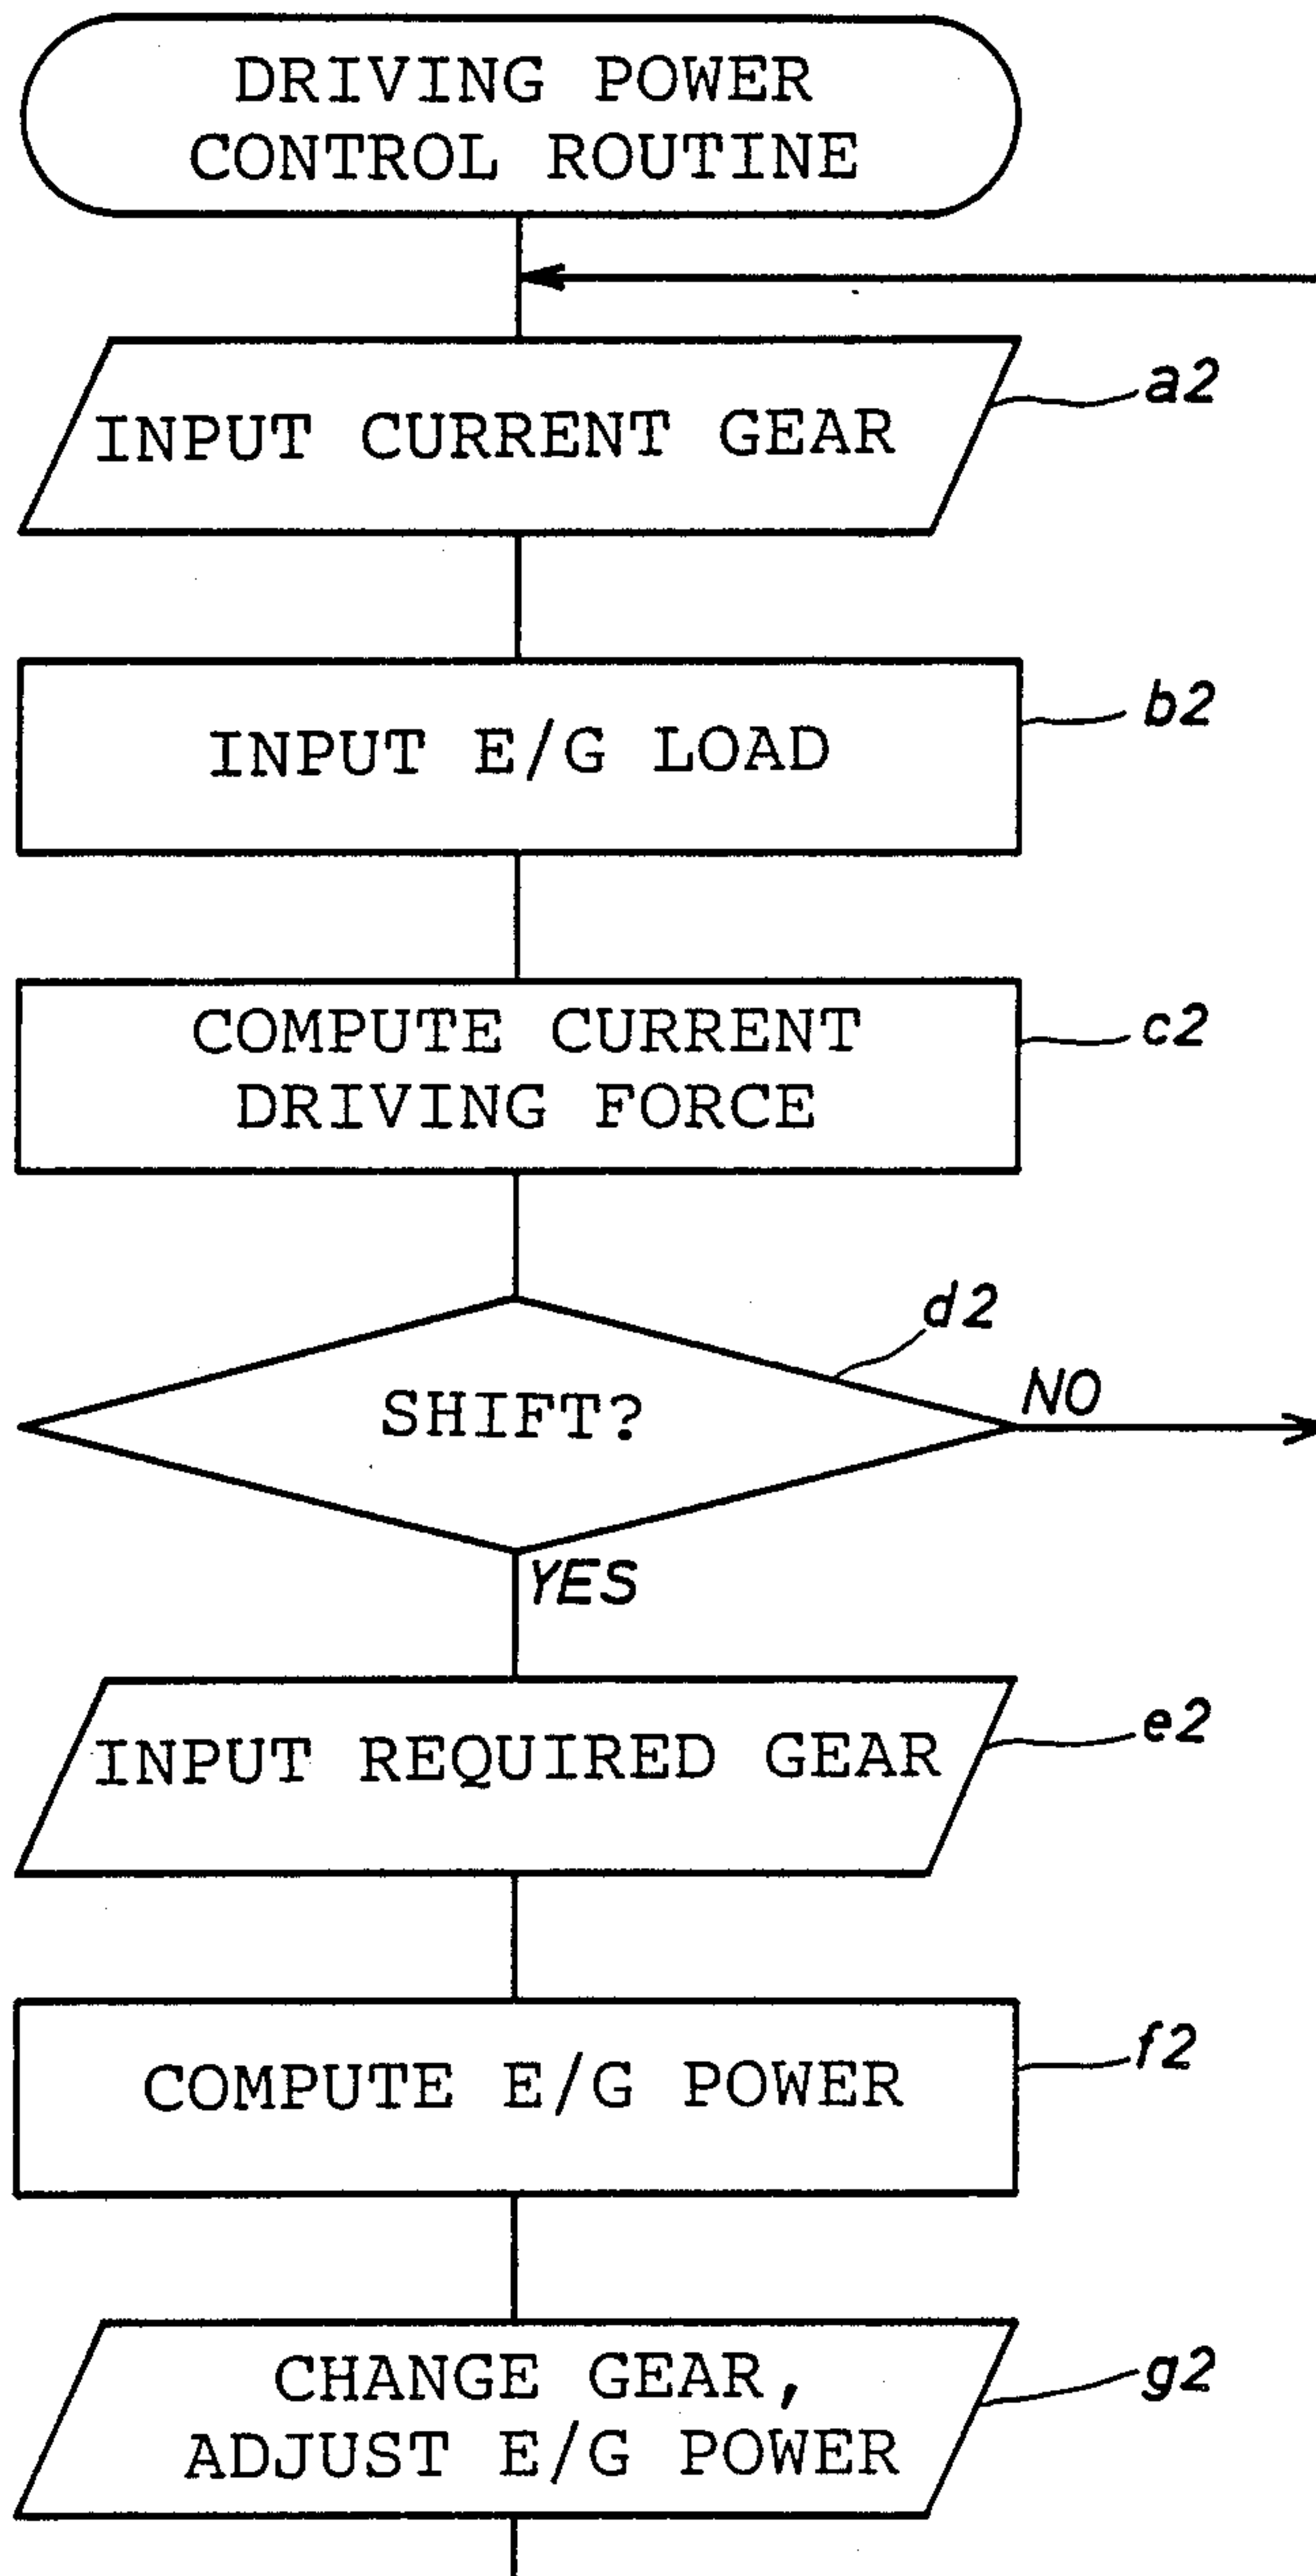 DRIVING POWER
CONTROL ROUTINE
INPUT CURRENT GEAR
a2
INPUT E/G LOAD
b2
COMPUTE CURRENT
DRIVING FORCE
c2
d2
SHIFT?
NO
YES
INPUT REQUIRED GEAR
e2
COMPUTE E/G POWER
f2
CHANGE GEAR,
ADJUST E/G POWER
g2